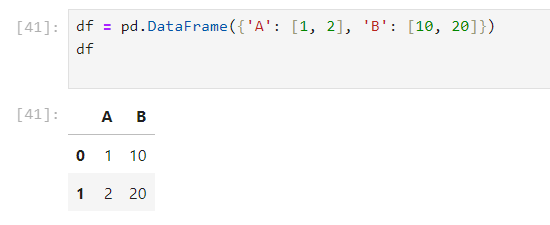 [41]: df = pd.DataFrame({'A': [1, 2], 'B': [10, 20]})
df
[41]:
A B
0 1 10
1 2 20